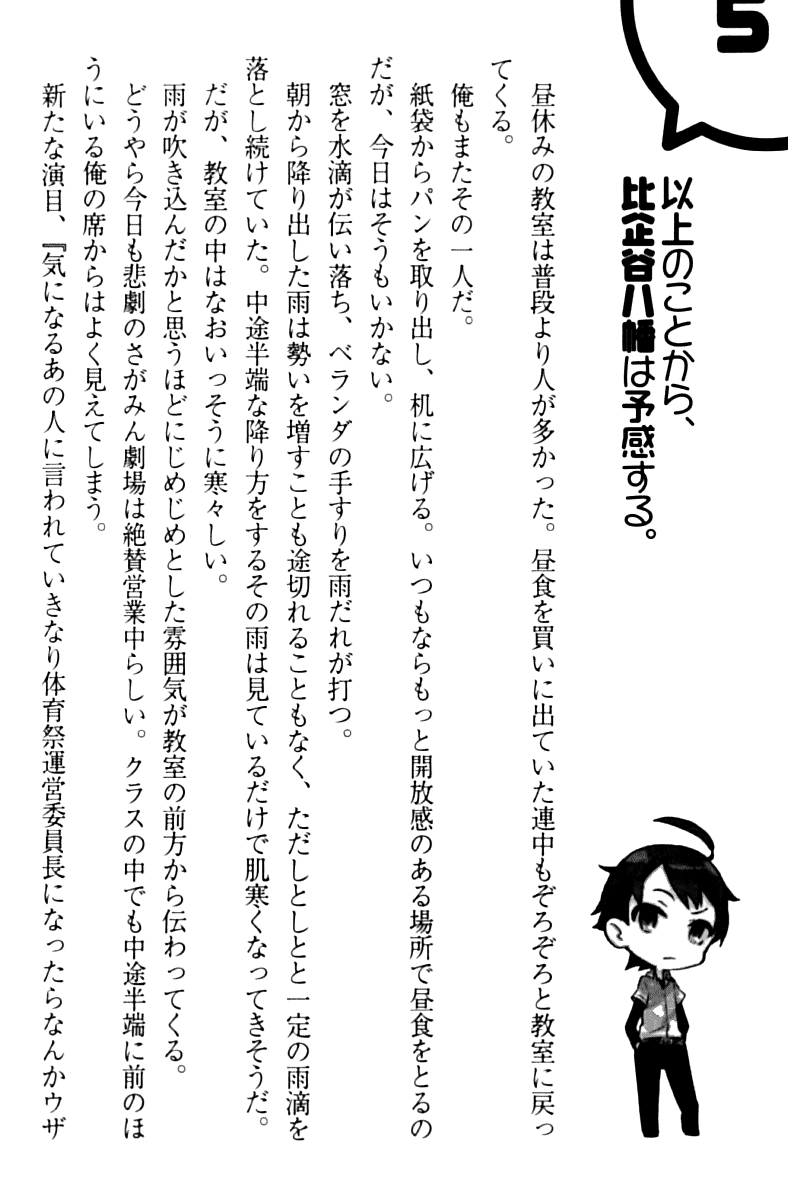 5
以上のことから、
比企谷八幡は予感する。
昼休みの教室は普段より人が多かった。昼食を買いに出ていた連中もぞろぞろと教室に戻っ
てくる。
俺もまたその一人だ。
紙袋からパンを取り出し、机に広げる。いつもならもっと開放感のある場所で昼食をとるの
だが、今日はそうもいかない。
窓を水滴が伝い落ち、ベランダの手すりを雨だれが打つ。
朝から降り出した雨は勢いを増すことも途切れることもなく、ただしとしとと一定の雨滴を
落とし続けていた。中途半端な降り方をするその雨は見ているだけで肌寒くなってきそうだ。
だが、教室の中はなおいっそうに寒々しい。
雨が吹き込んだかと思うほどにじめじめとした雰囲気が教室の前方から伝わってくる。
どうやら今日も悲劇のさがみん劇場は絶賛営業中らしい。クラスの中でも中途半端に前のほ
うにいる俺の席からはよく見えてしまう。
新たな演目、『気になるあの人に言われていきなり体育祭運営委員長になったらなんかウザ